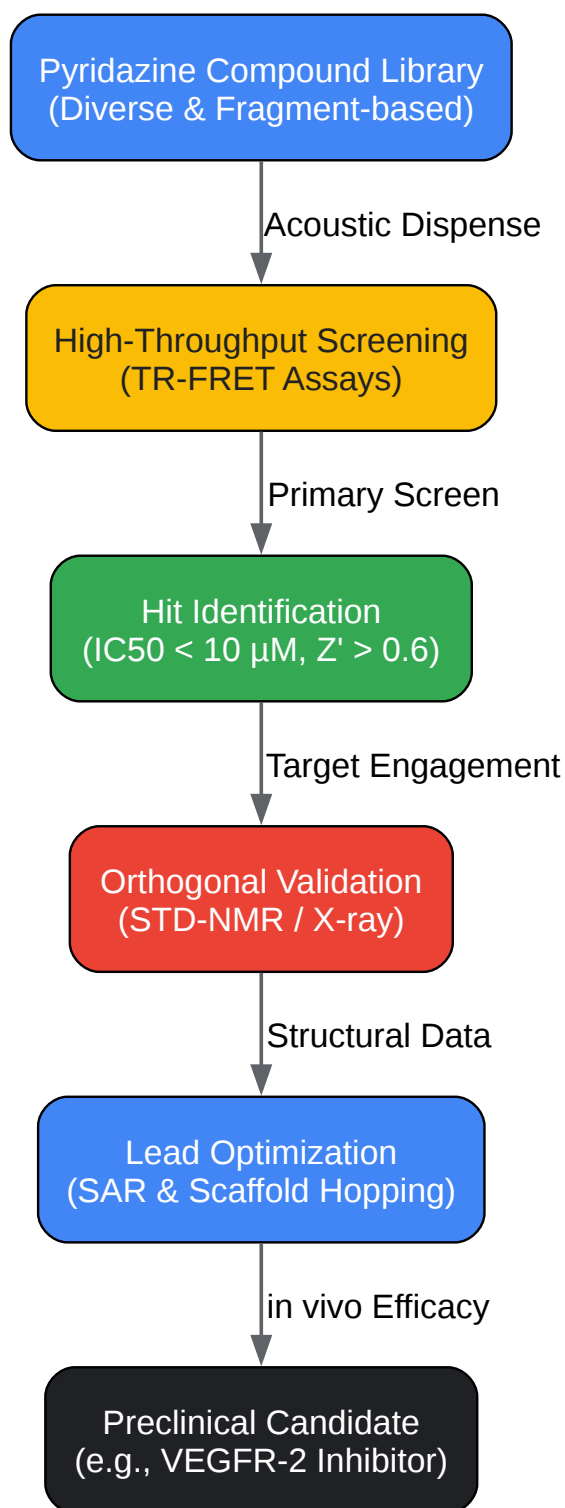 Pyridazine Compound Library
(Diverse & Fragment-based)
Acoustic Dispense
High-Throughput Screening
(TR-FRET Assays)
Primary Screen
Hit Identification
(IC50 < 10 µM, Z' > 0.6)
Target Engagement
Orthogonal Validation
(STD-NMR / X-ray)
Structural Data
Lead Optimization
(SAR & Scaffold Hopping)
in vivo Efficacy
Preclinical Candidate
(e.g., VEGFR-2 Inhibitor)